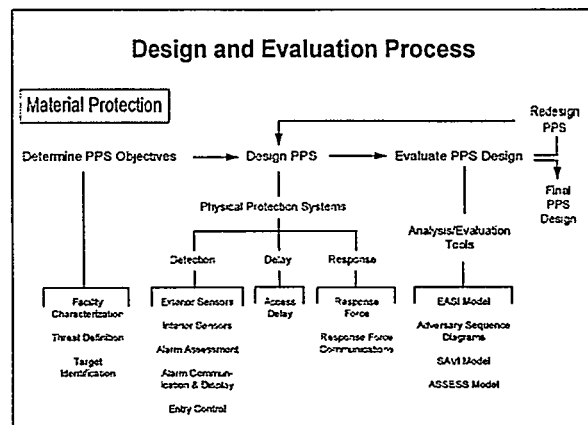 Design and Evaluation Process
Material Protection
Redesign
PPS
Determine PPS Objectives
Design PPS
Evaluate PPS Design
Final
PPS
Design
Physical Protection Systems
Analysis/Evaluation
Tools
Detection
Delay
Response
Facility
Characterization
Threat Definition
Target
Identification
Exterior Sensors
Interior Sensors
Alarm Assessment
Alarm Commun-
ication & Display
Entry Control
Access
Delay
Response
Force
Response Force
Communications
EASI Model
Adversary Sequence
Diagrams
SAVI Model
ASSESS Model